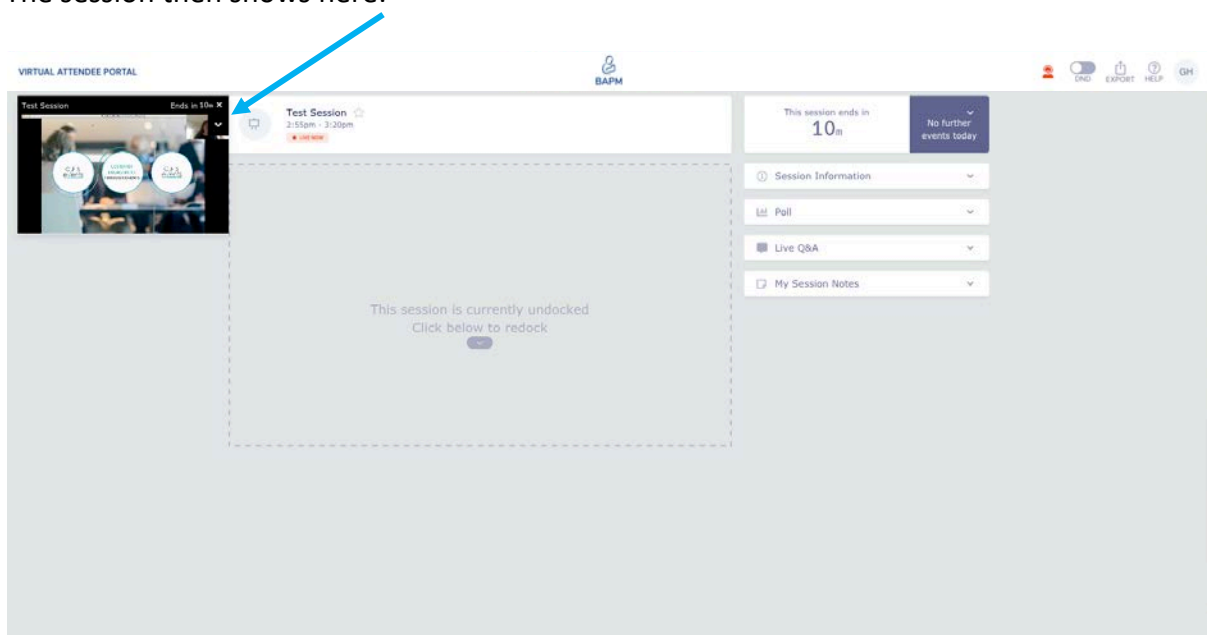 The session then shows here:
VIRTUAL ATTENDEE PORTAL
BAPM
DND
EXPORT
HELP
GH
Test Session
Ends in 10m X
Test Session
2:55pm - 3:20pm
LIVE NOW
This session ends in
10m
No further
events today
Session Information
Poll
Live Q&A
My Session Notes
This session is currently undocked
Click below to redock